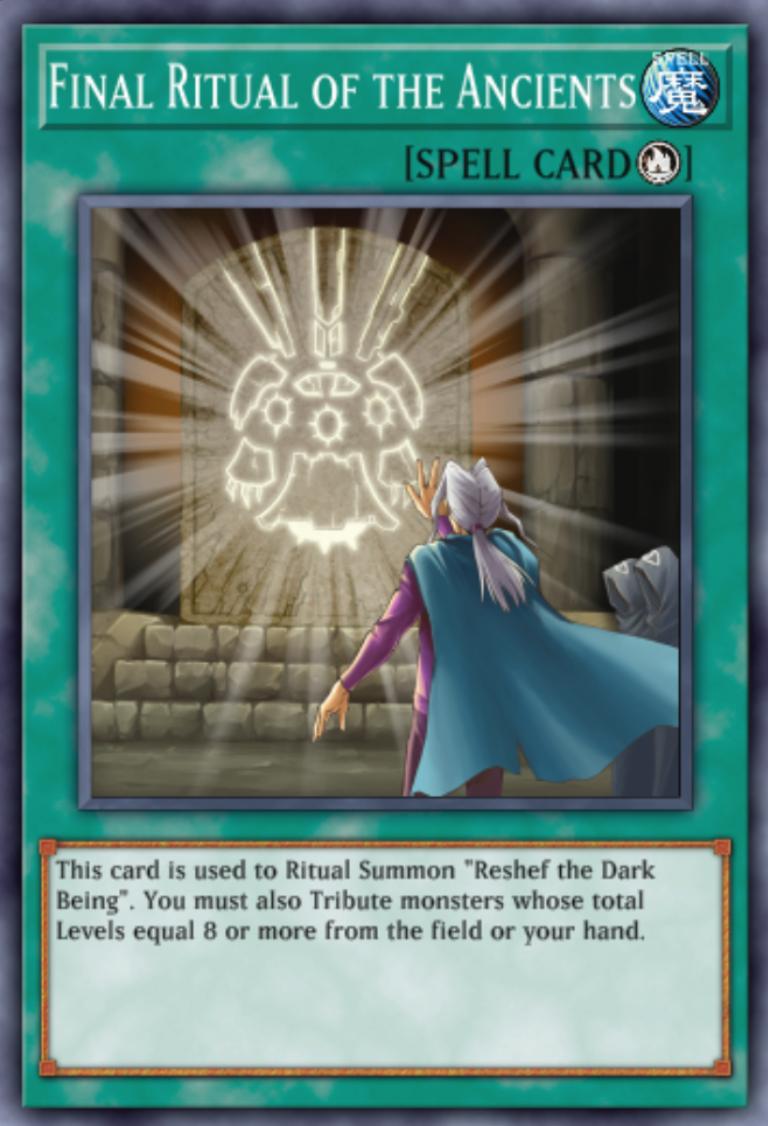 FINAL RITUAL OF THE ANCIENTS
SPELL
魔
[SPELL CARD]
This card is used to Ritual Summon "Reshef the Dark
Being". You must also Tribute monsters whose total
Levels equal 8 or more from the field or your hand.